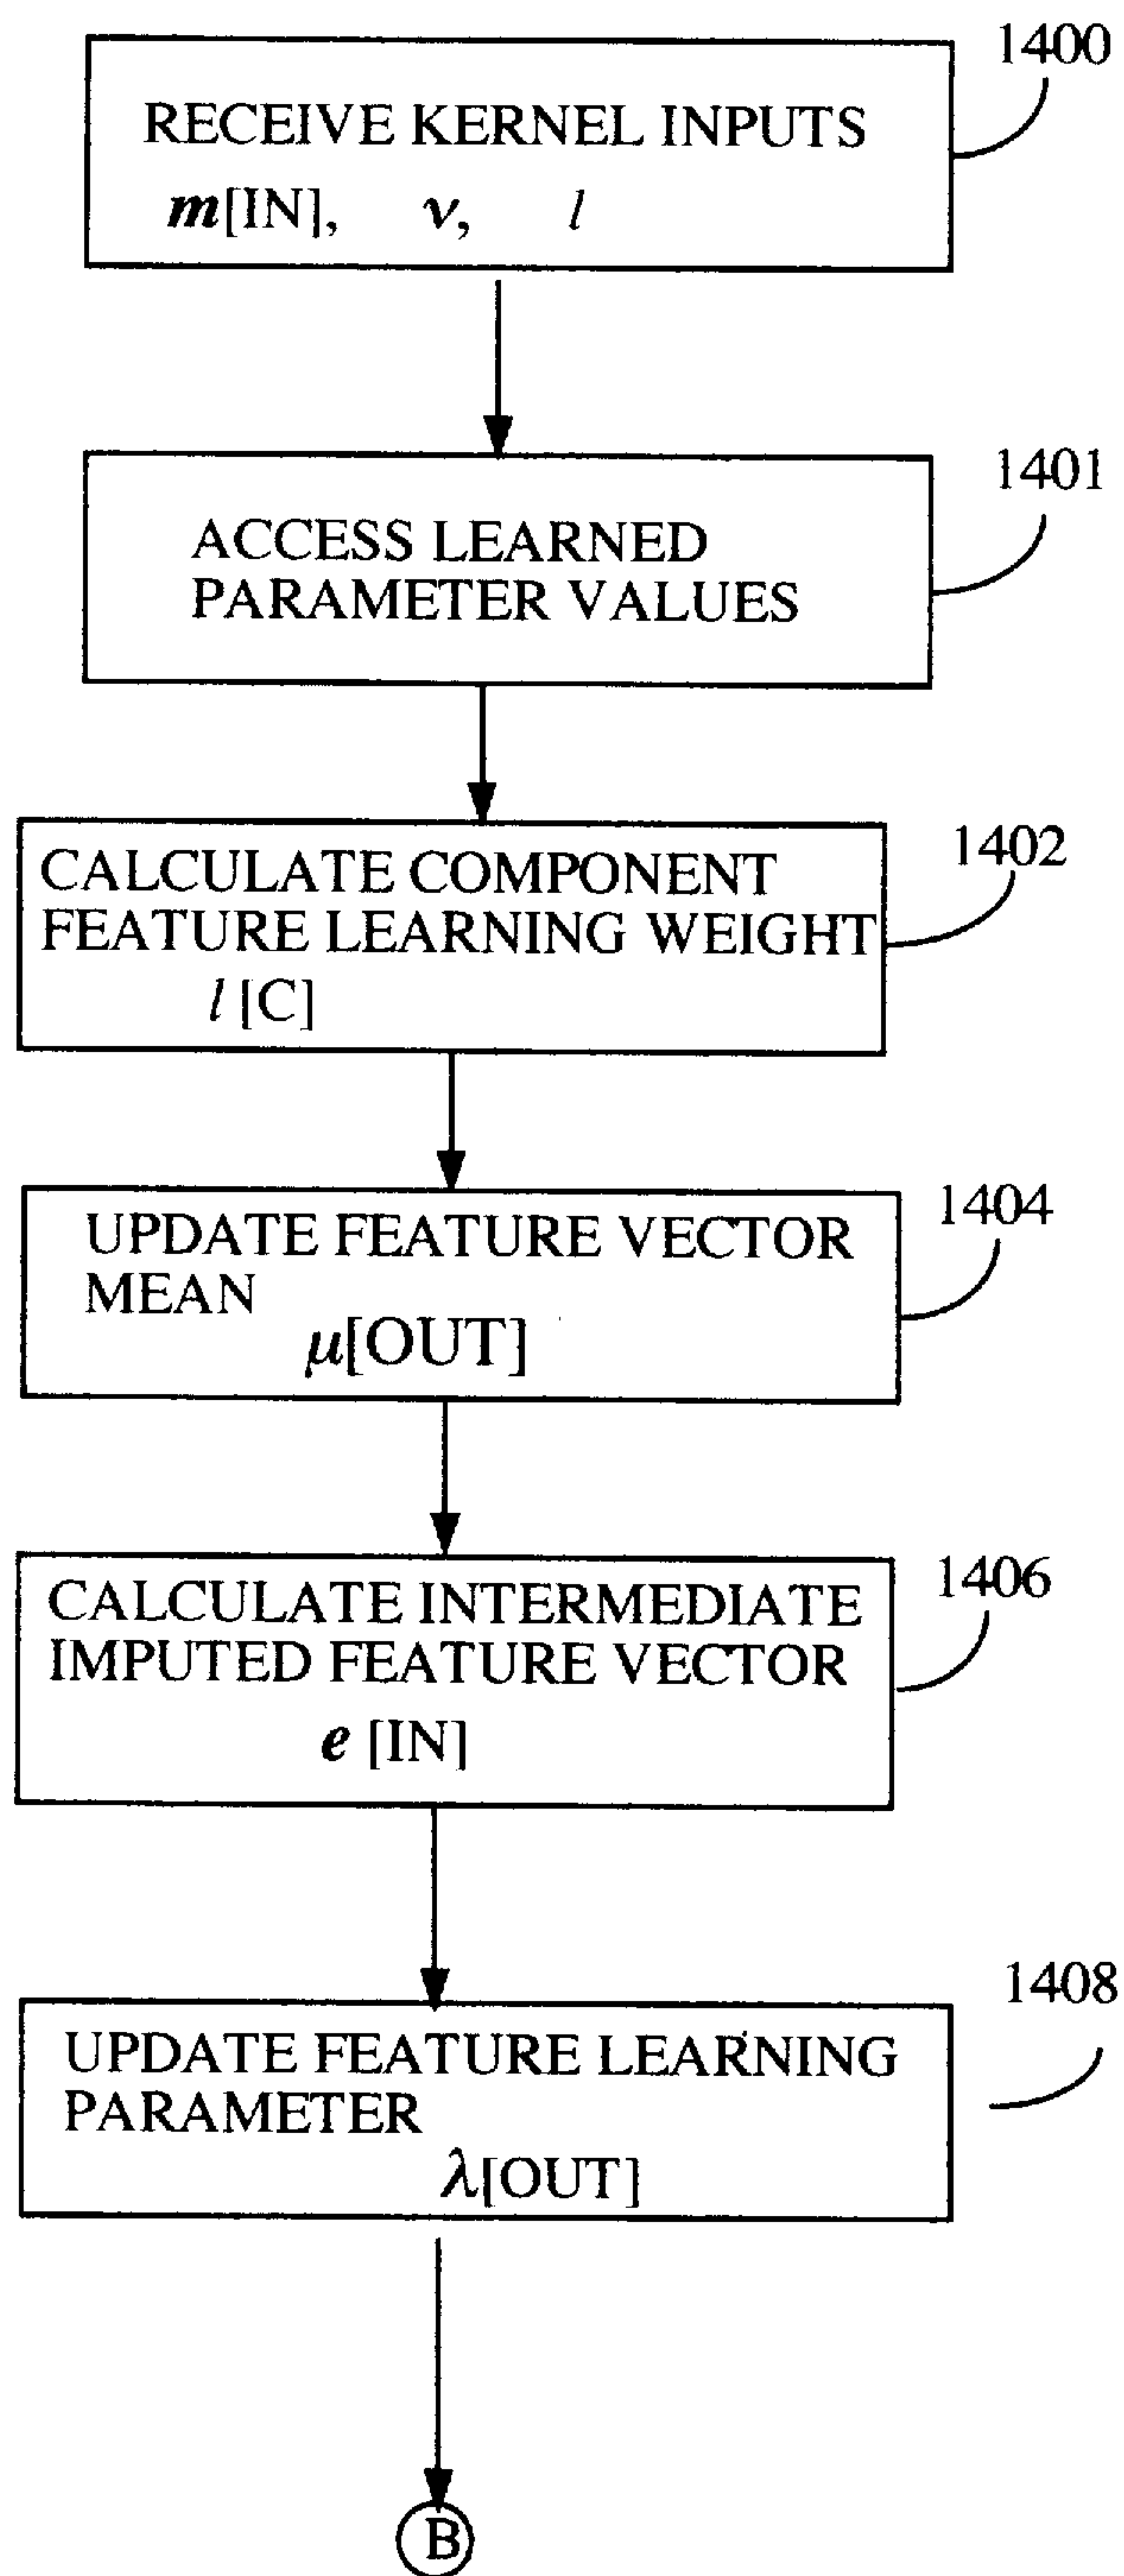 1400
RECEIVE KERNEL INPUTS
m[IN], ν, l
1401
ACCESS LEARNED
PARAMETER VALUES
1402
CALCULATE COMPONENT
FEATURE LEARNING WEIGHT
l [C]
1404
UPDATE FEATURE VECTOR
MEAN
μ[OUT]
1406
CALCULATE INTERMEDIATE
IMPUTED FEATURE VECTOR
e [IN]
1408
UPDATE FEATURE LEARNING
PARAMETER
λ[OUT]
B